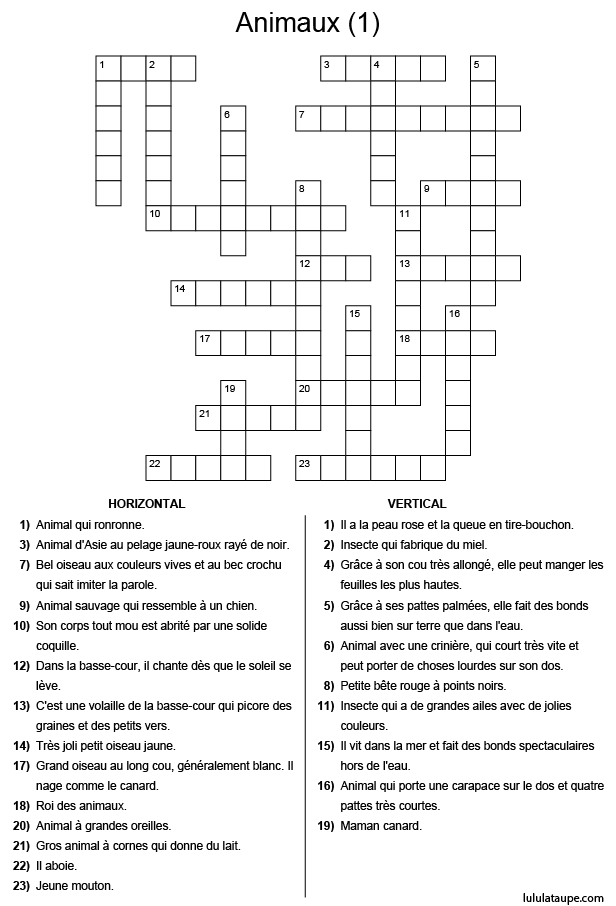 Animaux (1)
1 2 3 4 5
6 7
8 9
10 11
12 13
14
15 16
17 18
19 20
21
22 23
HORIZONTAL
1) Animal qui ronronne.
3) Animal d'Asie au pelage jaune-roux rayé de noir.
7) Bel oiseau aux couleurs vives et au bec crochu
qui sait imiter la parole.
9) Animal sauvage qui ressemble à un chien.
10) Son corps tout mou est abrité par une solide
coquille.
12) Dans la basse-cour, il chante dès que le soleil se
lève.
13) C'est une volaille de la basse-cour qui picore des
graines et des petits vers.
14) Très joli petit oiseau jaune.
17) Grand oiseau au long cou, généralement blanc. Il
nage comme le canard.
18) Roi des animaux.
20) Animal à grandes oreilles.
21) Gros animal à cornes qui donne du lait.
22) Il aboie.
23) Jeune mouton.
VERTICAL
1) Il a la peau rose et la queue en tire-bouchon.
2) Insecte qui fabrique du miel.
4) Grâce à son cou très allongé, elle peut manger les
feuilles les plus hautes.
5) Grâce à ses pattes palmées, elle fait des bonds
aussi bien sur terre que dans l'eau.
6) Animal avec une crinière, qui court très vite et
peut porter de choses lourdes sur son dos.
8) Petite bête rouge à points noirs.
11) Insecte qui a de grandes ailes avec de jolies
couleurs.
15) Il vit dans la mer et fait des bonds spectaculaires
hors de l'eau.
16) Animal qui porte une carapace sur le dos et quatre
pattes très courtes.
19) Maman canard.
lululataupe.com